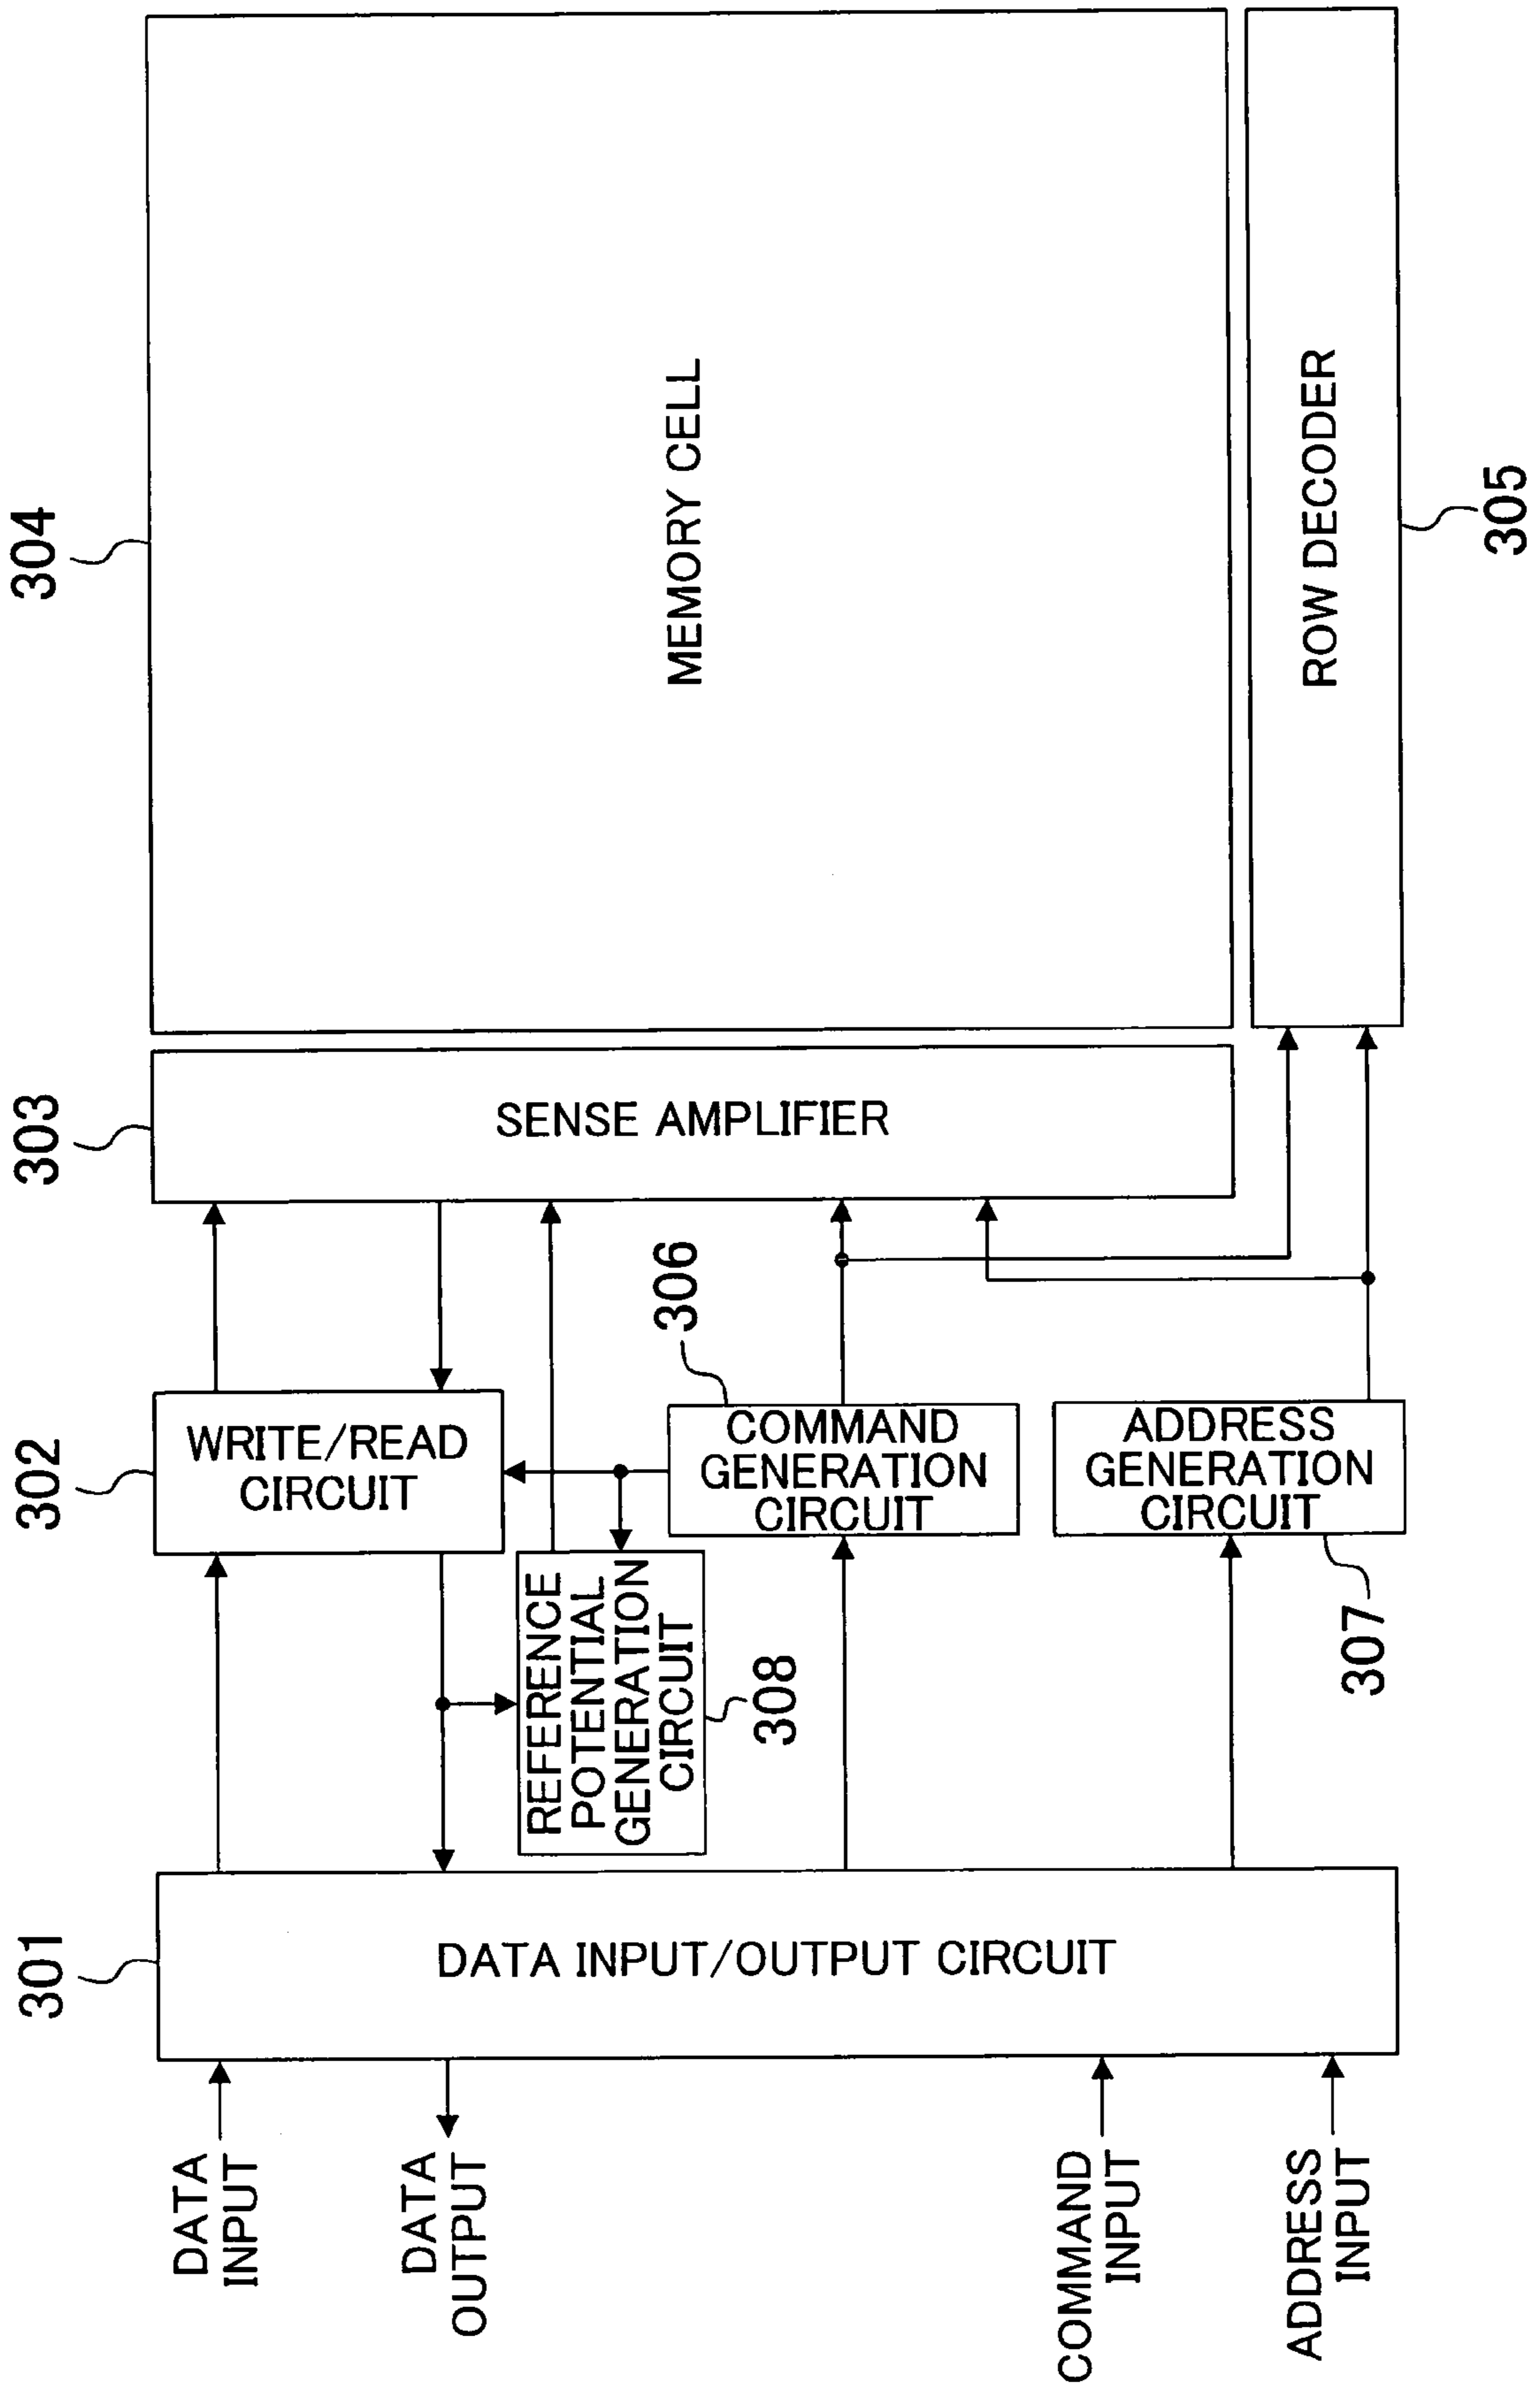 304
MEMORY CELL
ROW DECODER
305
303
SENSE AMPLIFIER
306
302
WRITE/READ
CIRCUIT
COMMAND
GENERATION
CIRCUIT
ADDRESS
GENERATION
CIRCUIT
307
REFERENCE
POTENTIAL
GENERATION
CIRCUIT
308
301
DATA INPUT/OUTPUT CIRCUIT
DATA
INPUT
DATA
OUTPUT
COMMAND
INPUT
ADDRESS
INPUT